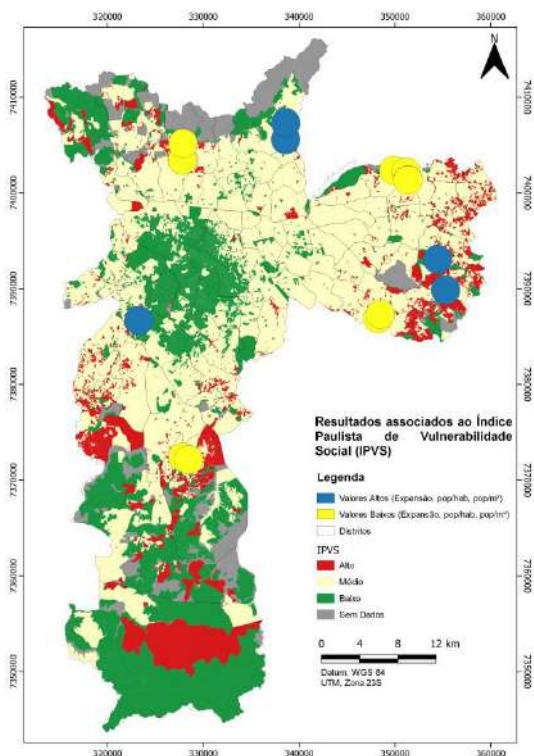 320000 330000 340000 350000 360000
N
7410000 7410000
7400000 7400000
7390000 7390000
7380000 7380000
7370000 7370000
7360000 7360000
7350000 7350000
Resultados associados ao Índice
Paulista de Vulnerabilidade
Social (IPVS)
Legenda
Valores Altos (Expansão, pop/hab, pop/m²)
Valores Baixos (Expansão, pop/hab, pop/m²)
Distritos
IPVS
Alto
Médio
Baixo
Sem Dados
0 4 8 12 km
Datum: WGS 84
UTM, Zona 23S
320000 330000 340000 350000 360000